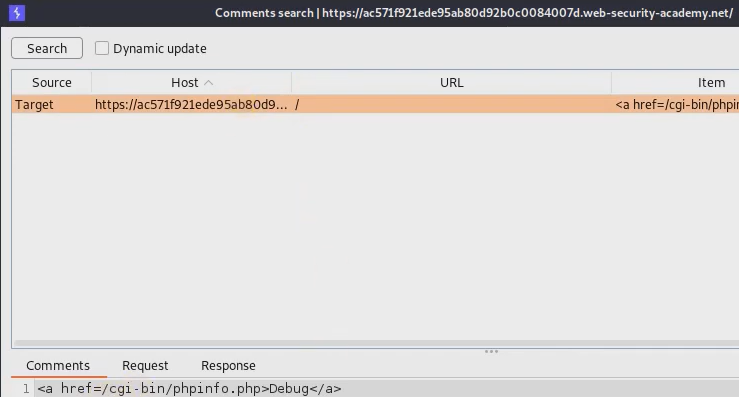 Comments search | https://ac571f921ede95ab80d92b0c0084007d.web-security-academy.net/
Search Dynamic update
Source Host URL Item
Target https://ac571f921ede95ab80d9... / <a href=/cgi-bin/phpin
Comments Request Response
1 <a href=/cgi-bin/phpinfo.php>Debug</a>